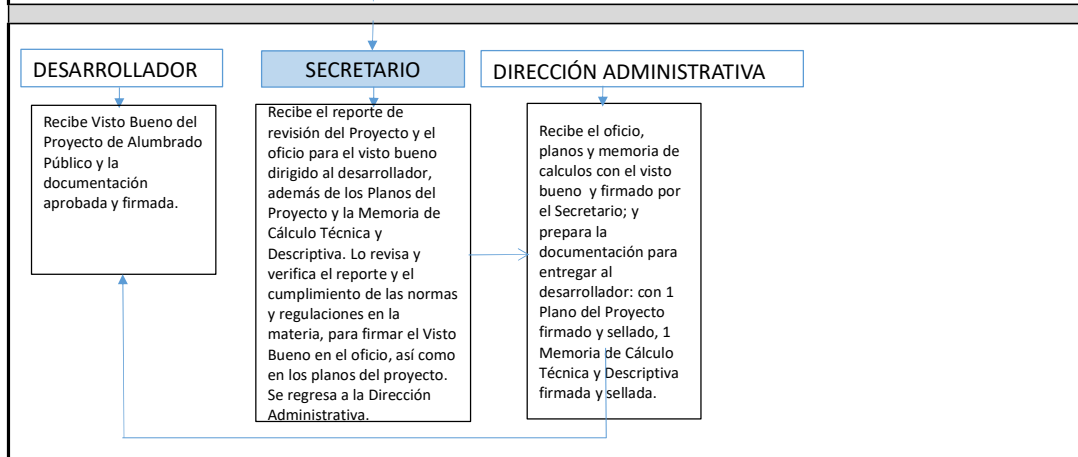 DESARROLLADOR
Recibe Visto Bueno del
Proyecto de Alumbrado
Público y la
documentación
aprobada y firmada.
SECRETARIO
Recibe el reporte de
revisión del Proyecto y el
oficio para el visto bueno
dirigido al desarrollador,
además de los Planos del
Proyecto y la Memoria de
Cálculo Técnica y
Descriptiva. Lo revisa y
verifica el reporte y el
cumplimiento de las normas
y regulaciones en la
materia, para firmar el Visto
Bueno en el oficio, así como
en los planos del proyecto.
Se regresa a la Dirección
Administrativa.
DIRECCIÓN ADMINISTRATIVA
Recibe el oficio,
planos y memoria de
calculos con el visto
bueno y firmado por
el Secretario; y
prepara la
documentación para
entregar al
desarrollador: con 1
Plano del Proyecto
firmado y sellado, 1
Memoria de Cálculo
Técnica y Descriptiva
firmada y sellada.